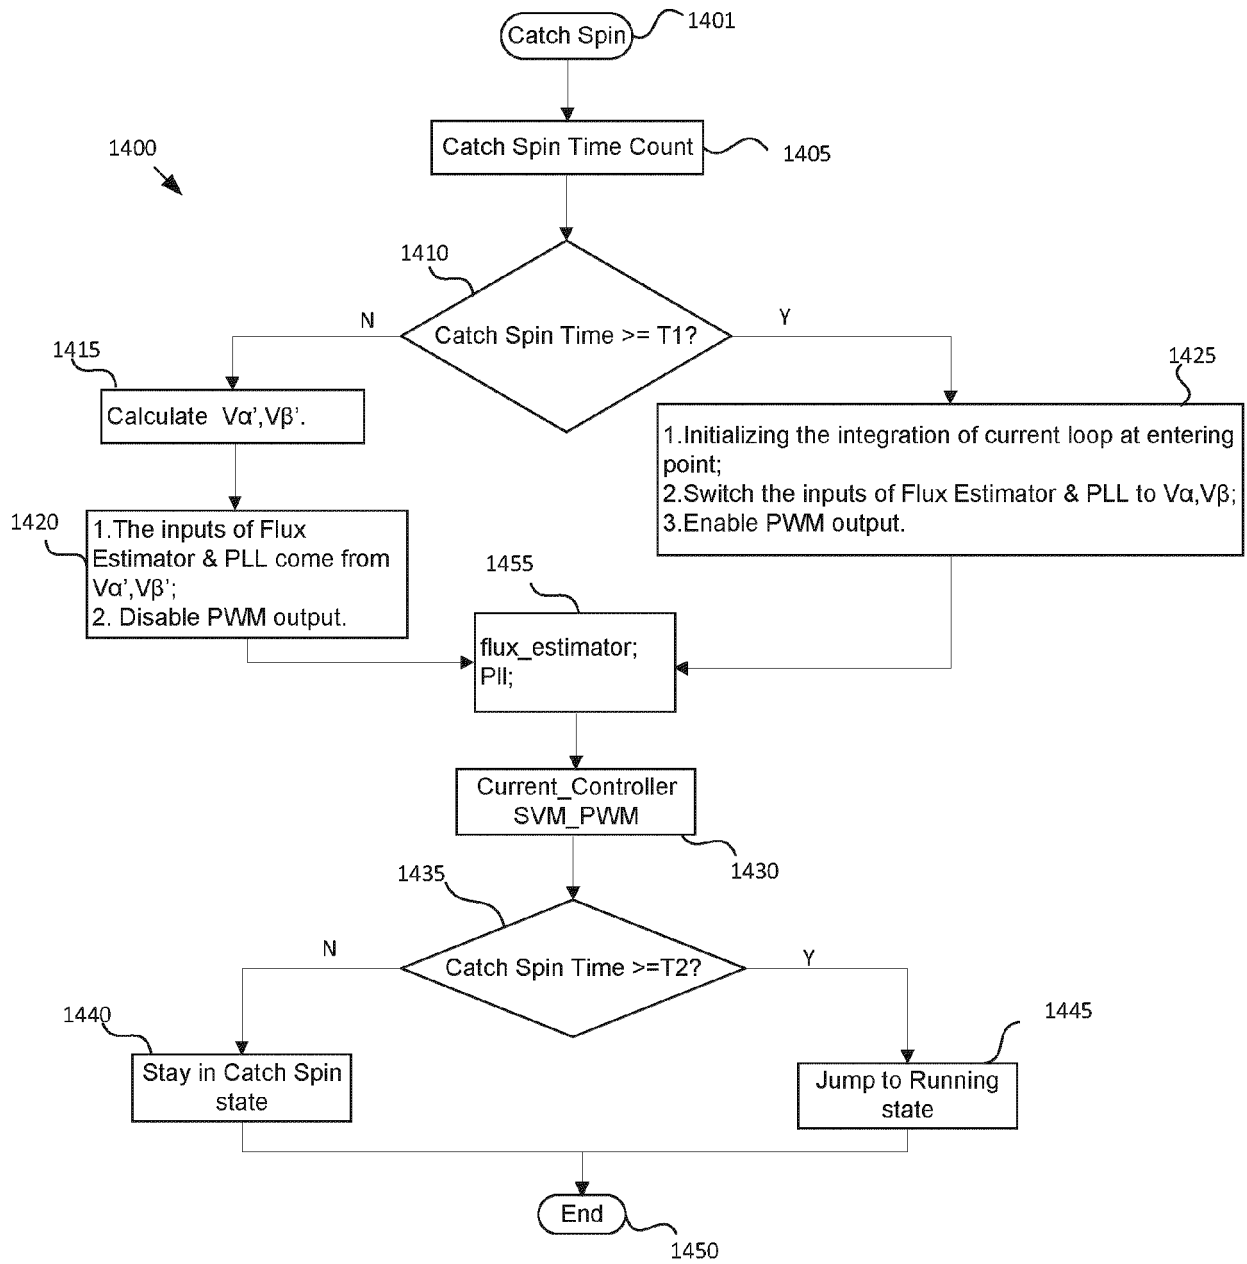 Catch Spin
1401
Catch Spin Time Count
1405
1400
1410
Catch Spin Time >= T1?
N
Y
1415
Calculate Vα’,Vβ’.
1425
1.Initializing the integration of current loop at entering
point;
2.Switch the inputs of Flux Estimator & PLL to Vα,Vβ;
3.Enable PWM output.
1420
1.The inputs of Flux
Estimator & PLL come from
Vα’,Vβ’;
2. Disable PWM output.
1455
flux_estimator;
Pll;
Current_Controller
SVM_PWM
1430
1435
Catch Spin Time >=T2?
N
Y
1440
Stay in Catch Spin
state
1445
Jump to Running
state
End
1450